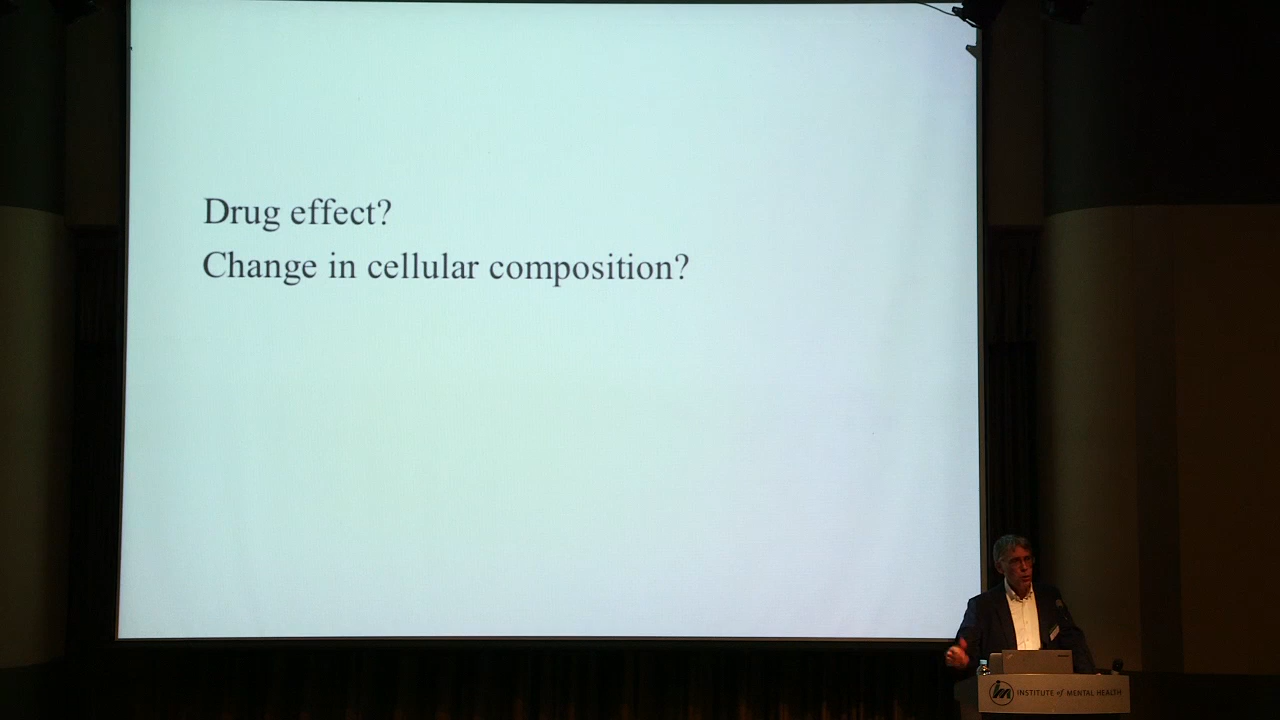 Drug effect?
Change in cellular composition?
INSTITUTE of MENTAL HEALTH